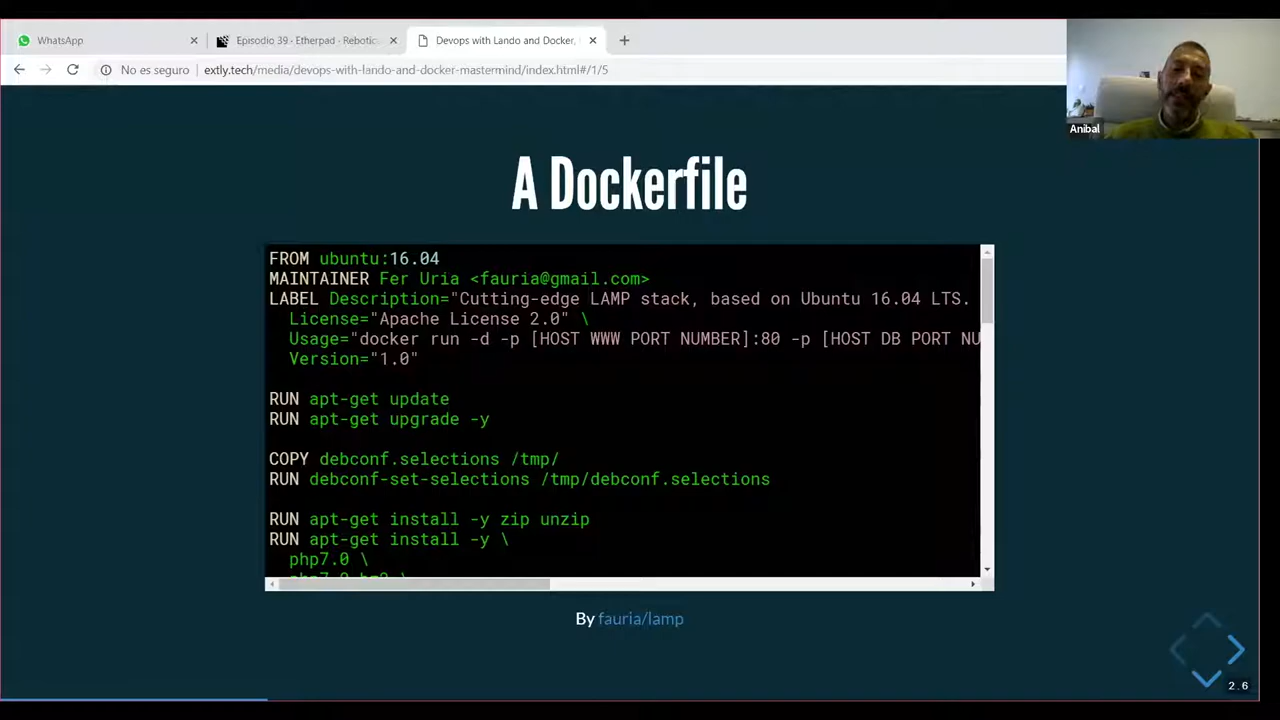 WhatsApp
Episodio 39 - Etherpad - Robotic
Devops with Lando and Docker,
No es seguro
extly.tech/media/devops-with-lando-and-docker-mastermind/index.html#/1/5
Anibal
A Dockerfile
FROM ubuntu:16.04
MAINTAINER Fer Uria <fauria@gmail.com>
LABEL Description="Cutting-edge LAMP stack, based on Ubuntu 16.04 LTS.
License="Apache License 2.0" \
Usage="docker run -d -p [HOST WWW PORT NUMBER]:80 -p [HOST DB PORT NU
Version="1.0"
RUN apt-get update
RUN apt-get upgrade -y
COPY debconf.selections /tmp/
RUN debconf-set-selections /tmp/debconf.selections
RUN apt-get install -y zip unzip
RUN apt-get install -y \
php7.0 \
By fauria/lamp
2.6